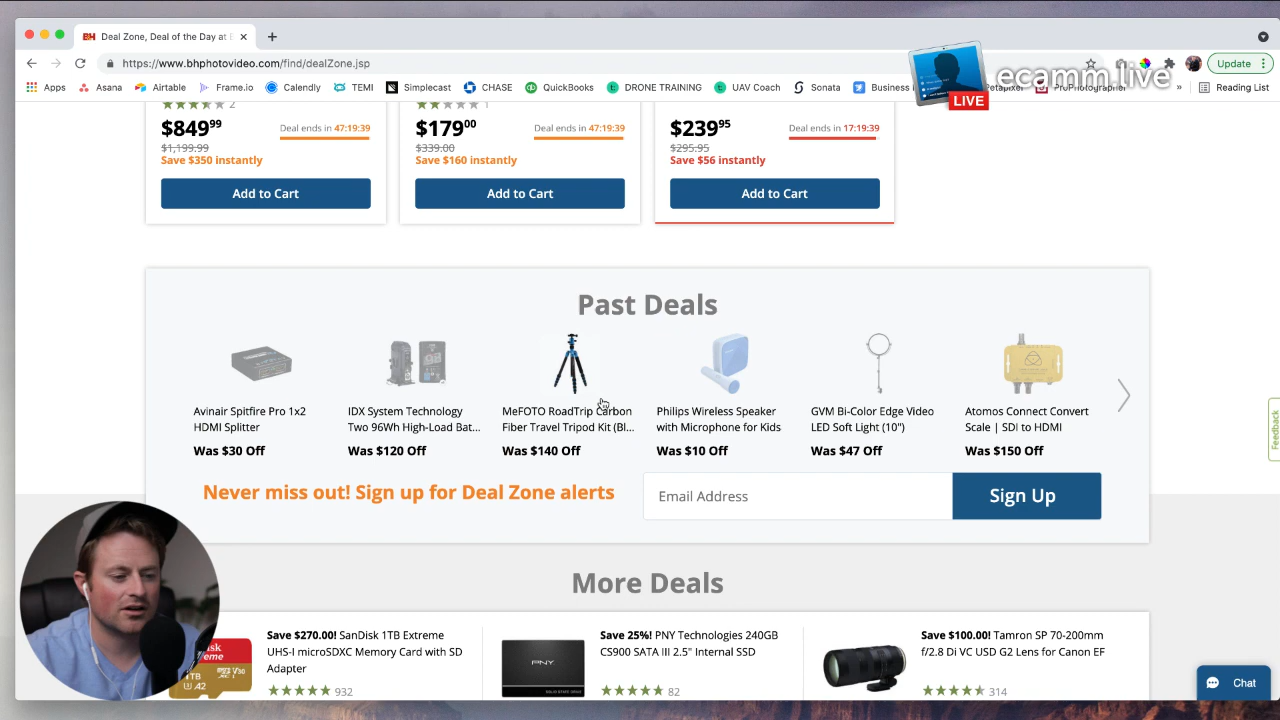 Deal Zone, Deal of the Day at B
Update
https://www.bhphotovideo.com/find/dealZone.jsp
ecamm.live
LIVE
Apps
Asana
Airtable
Frame.io
Calendly
TEMI
Simplecast
CHASE
QuickBooks
DRONE TRAINING
UAV Coach
Sonata
Business
Petapixel
ProPhotographer
»
Reading List
2
1
$849 99
Deal ends in 47:19:39
$179 00
Deal ends in 47:19:39
$239 95
Deal ends in 17:19:39
$1,199.99
$339.00
$295.95
Save $350 instantly
Save $160 instantly
Save $56 instantly
Add to Cart
Add to Cart
Add to Cart
Past Deals
Avinair Spitfire Pro 1x2
HDMI Splitter
Was $30 Off
IDX System Technology
Two 96Wh High-Load Bat...
Was $120 Off
MeFOTO RoadTrip Carbon
Fiber Travel Tripod Kit (Bl...
Was $140 Off
Philips Wireless Speaker
with Microphone for Kids
Was $10 Off
GVM Bi-Color Edge Video
LED Soft Light (10")
Was $47 Off
Atomos Connect Convert
Scale | SDI to HDMI
Was $150 Off
Feedback
Never miss out! Sign up for Deal Zone alerts
Email Address
Sign Up
More Deals
Save $270.00! SanDisk 1TB Extreme
UHS-I microSDXC Memory Card with SD
Adapter
932
Save 25%! PNY Technologies 240GB
CS900 SATA III 2.5" Internal SSD
82
PNY
Save $100.00! Tamron SP 70-200mm
f/2.8 Di VC USD G2 Lens for Canon EF
314
Chat